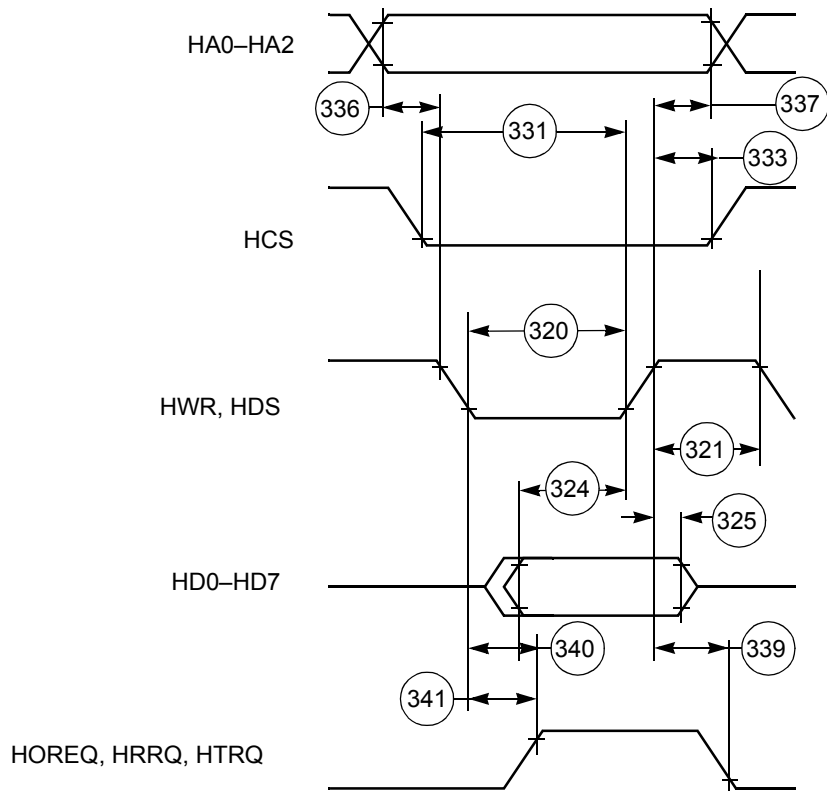 HA0–HA2
336
337
331
333
HCS
320
HWR, HDS
321
324
325
HD0–HD7
340
339
341
HOREQ, HRRQ, HTRQ